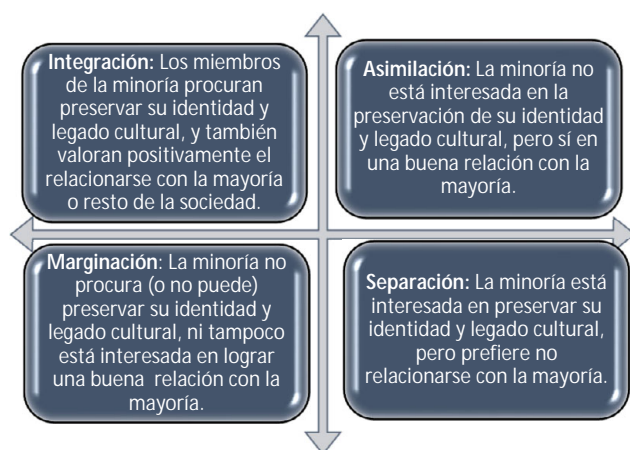 Integración: Los miembros
de la minoría procuran
preservar su identidad y
legado cultural, y también
valoran positivamente el
relacionarse con la mayoría
o resto de la sociedad.
Asimilación: La minoría no
está interesada en la
preservación de su identidad
y legado cultural, pero sí en
una buena relación con la
mayoría.
Marginación: La minoría no
procura (o no puede)
preservar su identidad y
legado cultural, ni tampoco
está interesada en lograr
una buena relación con la
mayoría.
Separación: La minoría está
interesada en preservar su
identidad y legado cultural,
pero prefiere no
relacionarse con la mayoría.